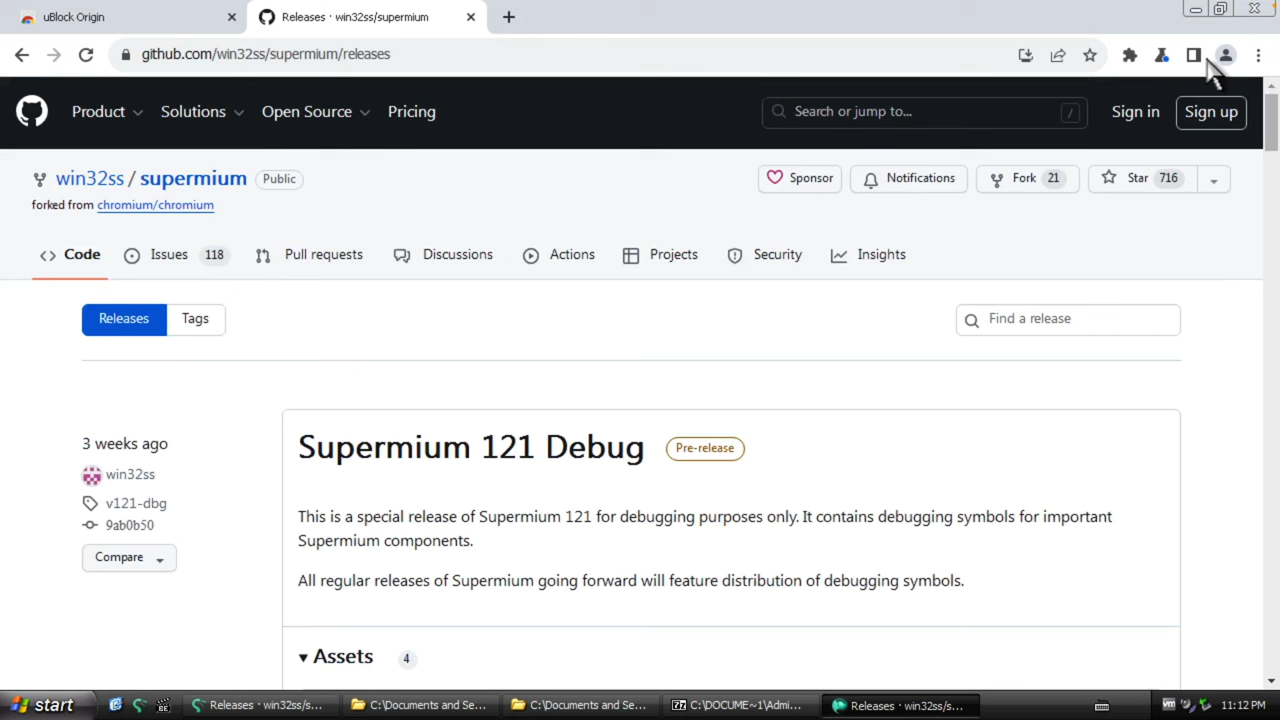 uBlock Origin
Releases · win32ss/supermium
github.com/win32ss/supermium/releases
Product
Solutions
Open Source
Pricing
Search or jump to...
/
Sign in
Sign up
win32ss / supermium
Public
Sponsor
Notifications
Fork 21
Star 716
forked from chromium/chromium
Code
Issues 118
Pull requests
Discussions
Actions
Projects
Security
Insights
Releases
Tags
Find a release
3 weeks ago
win32ss
v121-dbg
9ab0b50
Compare
Supermium 121 Debug
Pre-release
This is a special release of Supermium 121 for debugging purposes only. It contains debugging symbols for important
Supermium components.
All regular releases of Supermium going forward will feature distribution of debugging symbols.
Assets 4
start
Releases · win32ss/s...
C:\Documents and Se...
C:\Documents and Se...
C:\DOCUME~1\Admi...
Releases · win32ss/s...
11:12 PM